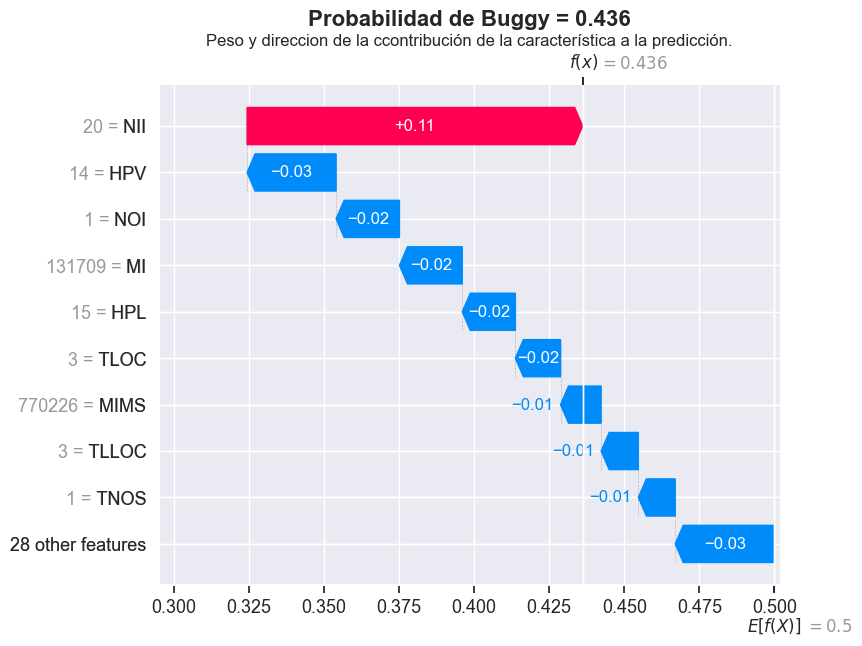 Probabilidad de Buggy = 0.436
Peso y direccion de la ccontribución de la característica a la predicción.
f(x) = 0.436
20 = NII +0.11
14 = HPV −0.03
1 = NOI −0.02
131709 = MI −0.02
15 = HPL −0.02
3 = TLOC −0.02
770226 = MIMS −0.01
3 = TLLOC −0.01
1 = TNOS −0.01
28 other features −0.03
0.300 0.325 0.350 0.375 0.400 0.425 0.450 0.475 0.500
E[f(X)] = 0.5